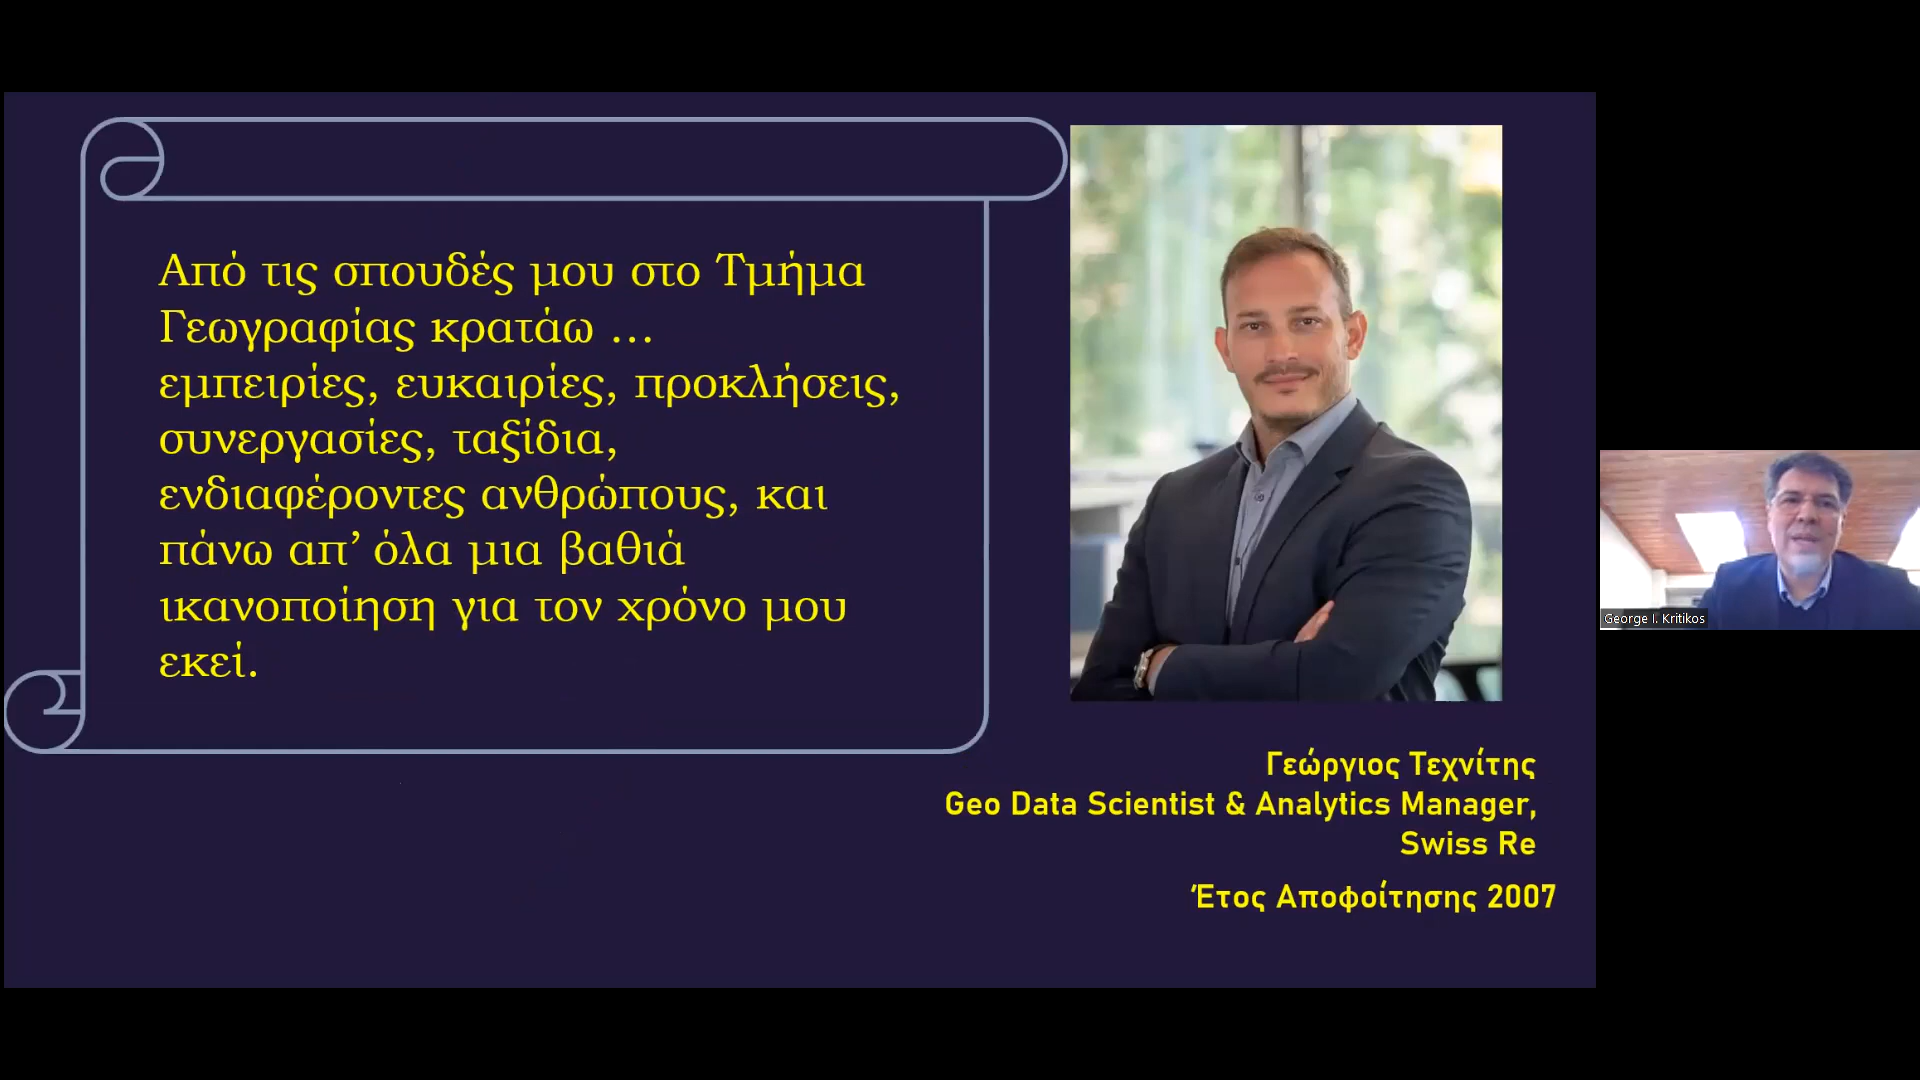 Από τις σπουδές μου στο Τμήμα
Γεωγραφίας κρατάω …
εμπειρίες, ευκαιρίες, προκλήσεις,
συνεργασίες, ταξίδια,
ενδιαφέροντες ανθρώπους, και
πάνω απ’ όλα μια βαθιά
ικανοποίηση για τον χρόνο μου
εκεί.
Γεώργιος Τεχνίτης
Geo Data Scientist & Analytics Manager,
Swiss Re
Έτος Αποφοίτησης 2007
George I. Kritikos